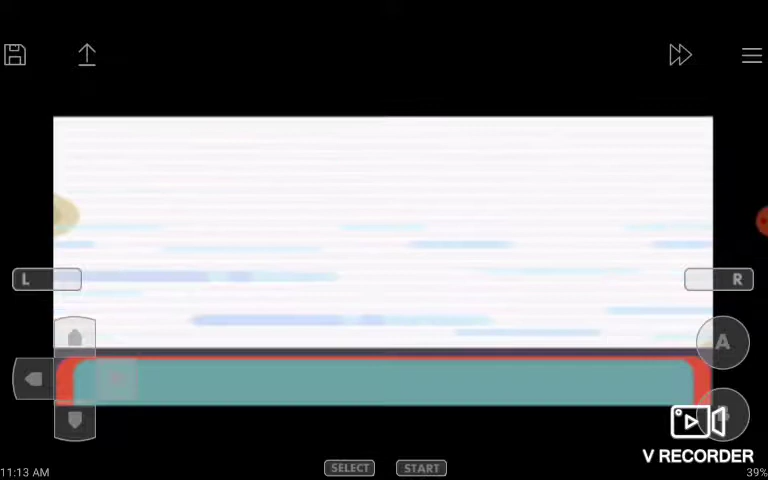 L
R
A
V RECORDER
11:13 AM
SELECT
START
39%